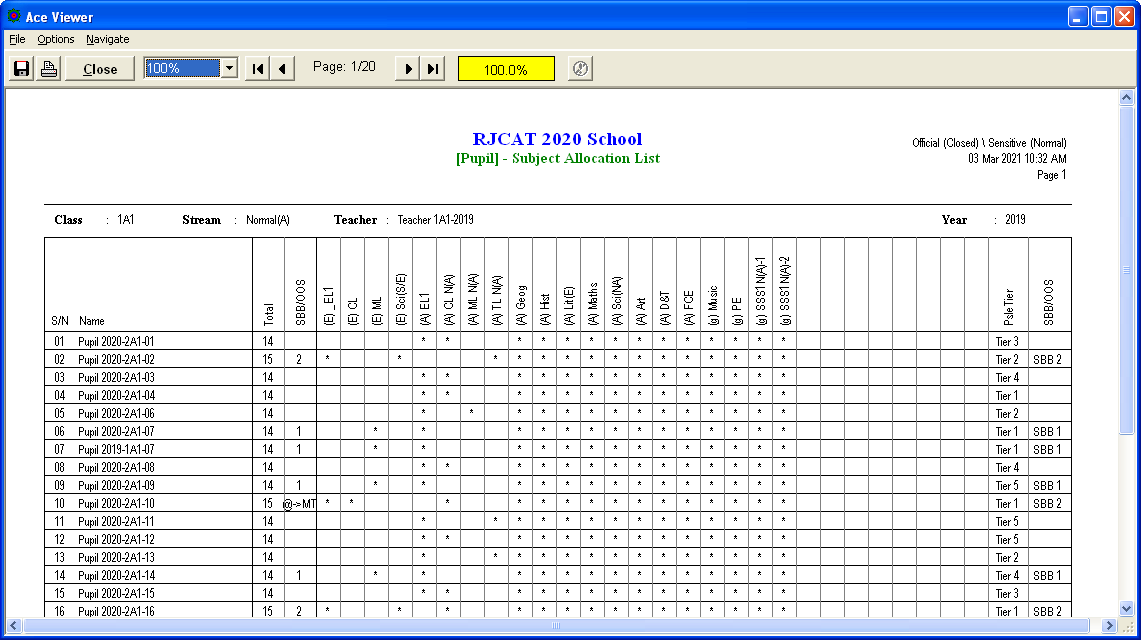 Ace Viewer
File Options Navigate
Close 100% Page: 1/20 100.0%
RJCAT 2020 School
[Pupil] - Subject Allocation List
Official (Closed) \ Sensitive (Normal)
03 Mar 2021 10:32 AM
Page 1
Class : 1A1 Stream : Normal(A) Teacher : Teacher 1A1-2019 Year : 2019
S/N Name Total SBB/OOS (E)_EL1 (E) CL (E) ML (E) Sci(S/E) (A) EL1 (A) CL N(A) (A) ML N(A) (A) TL N(A) (A) Geog (A) Hist (A) Lit(E) (A) Maths (A) Sci(NA) (A) Art (A) D&T (A) FCE (g) Music (g) PE (g) SSS1N(A)-1 (g) SSS1N(A)-2 PsleTier SBB/OOS
01 Pupil 2020-2A1-01 14 * * * * * * * * * * * * * * Tier 3
02 Pupil 2020-2A1-02 15 2 * * * * * * * * * * * * * * * Tier 2 SBB 2
03 Pupil 2020-2A1-03 14 * * * * * * * * * * * * * * Tier 4
04 Pupil 2020-2A1-04 14 * * * * * * * * * * * * * * Tier 1
05 Pupil 2020-2A1-06 14 * * * * * * * * * * * * * * Tier 2
06 Pupil 2020-2A1-07 14 1 * * * * * * * * * * * * * * Tier 1 SBB 1
07 Pupil 2019-1A1-07 14 1 * * * * * * * * * * * * * * Tier 1 SBB 1
08 Pupil 2020-2A1-08 14 * * * * * * * * * * * * * * Tier 4
09 Pupil 2020-2A1-09 14 1 * * * * * * * * * * * * * * Tier 5 SBB 1
10 Pupil 2020-2A1-10 15 @->MT * * * * * * * * * * * * * * * Tier 1 SBB 2
11 Pupil 2020-2A1-11 14 * * * * * * * * * * * * * * Tier 5
12 Pupil 2020-2A1-12 14 * * * * * * * * * * * * * * Tier 5
13 Pupil 2020-2A1-13 14 * * * * * * * * * * * * * * Tier 2
14 Pupil 2020-2A1-14 14 1 * * * * * * * * * * * * * * Tier 4 SBB 1
15 Pupil 2020-2A1-15 14 * * * * * * * * * * * * * * Tier 3
16 Pupil 2020-2A1-16 15 2 * * * * * * * * * * * * * * * Tier 1 SBB 2